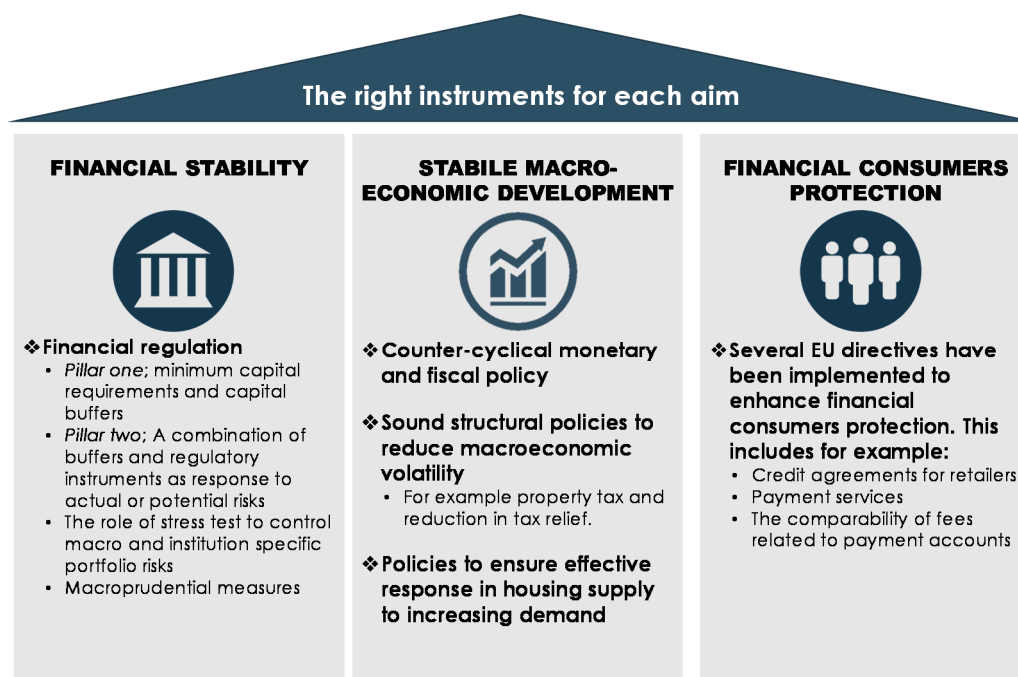 The right instruments for each aim
FINANCIAL STABILITY
❖Financial regulation
• Pillar one; minimum capital
requirements and capital
buffers
• Pillar two; A combination of
buffers and regulatory
instruments as response to
actual or potential risks
• The role of stress test to control
macro and institution specific
portfolio risks
• Macroprudential measures
STABILE MACRO-
ECONOMIC DEVELOPMENT
❖Counter-cyclical monetary
and fiscal policy
❖Sound structural policies to
reduce macroeconomic
volatility
• For example property tax and
reduction in tax relief.
❖Policies to ensure effective
response in housing supply
to increasing demand
FINANCIAL CONSUMERS
PROTECTION
❖Several EU directives have
been implemented to
enhance financial
consumers protection. This
includes for example:
• Credit agreements for retailers
• Payment services
• The comparability of fees
related to payment accounts